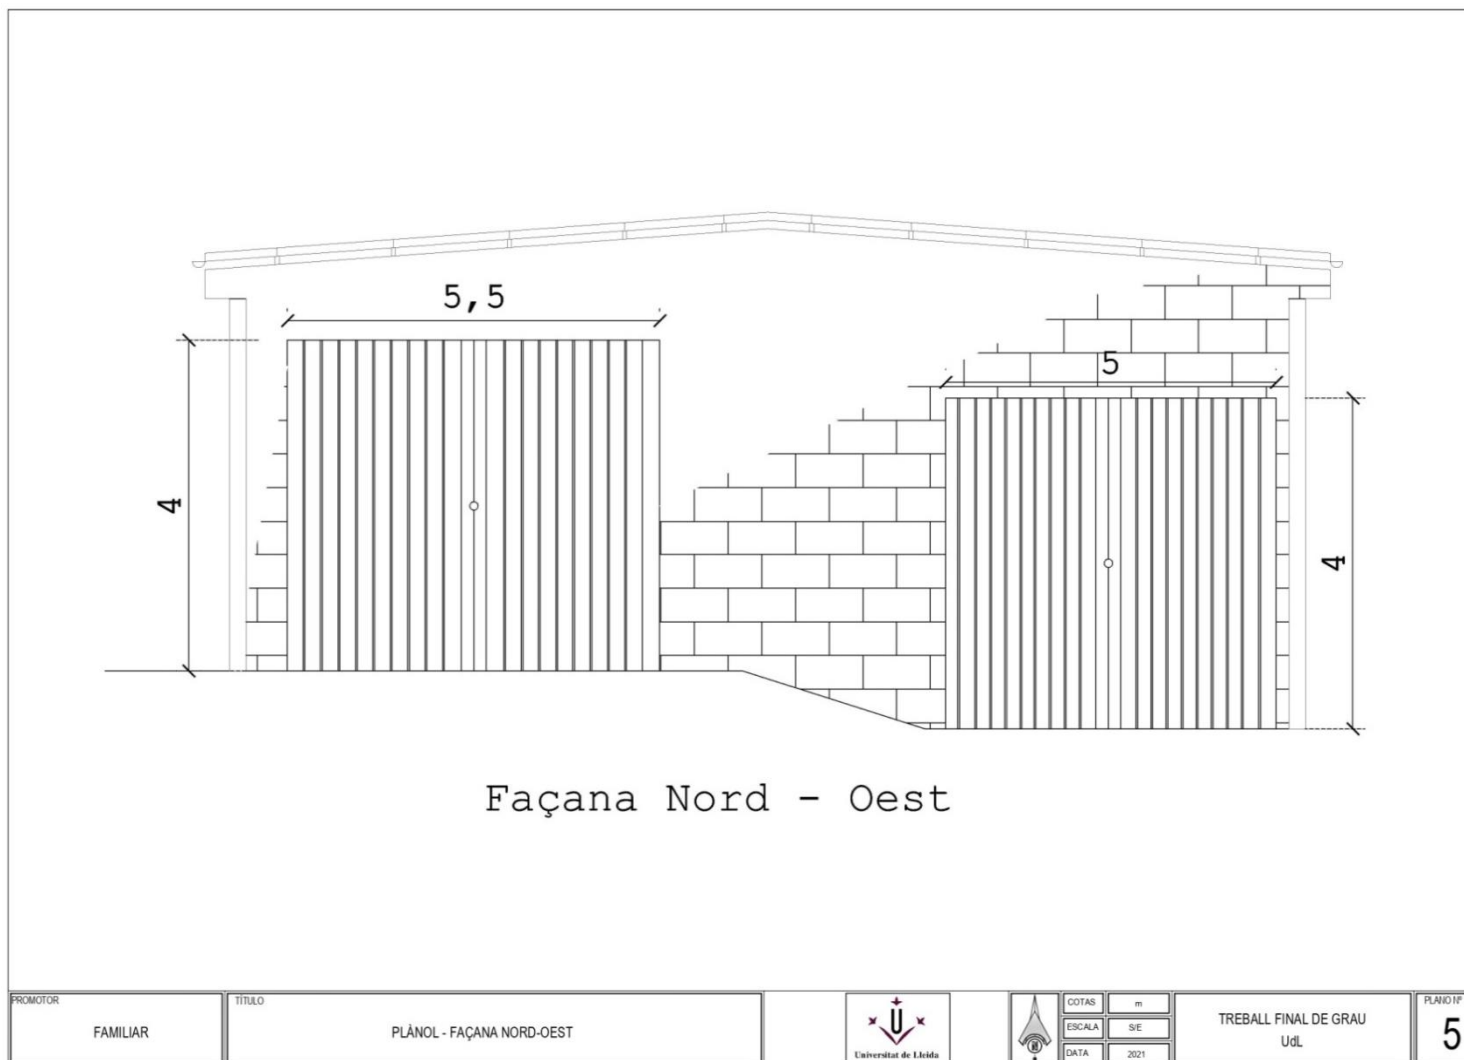 5,5
5
4
4
Façana Nord - Oest
PROMOTOR
FAMILIAR
TÍTULO
PLÀNOL - FAÇANA NORD-OEST
U
Universitat de Lleida
COTAS
m
ESCALA
S/E
DATA
2021
TREBALL FINAL DE GRAU
UdL
PLANO Nº
5